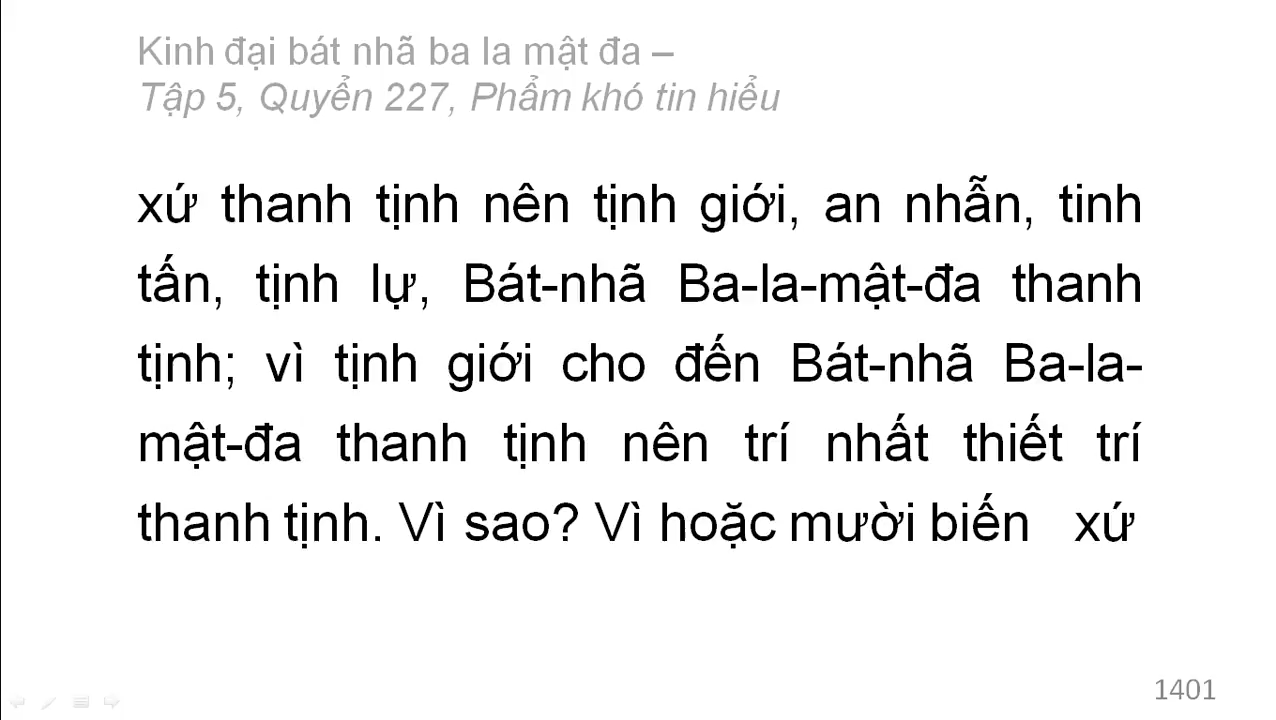 Kinh đại bát nhã ba la mật đa –
Tập 5, Quyển 227, Phẩm khó tin hiểu
xứ thanh tịnh nên tịnh giới, an nhẫn, tinh
tấn, tịnh lự, Bát-nhã Ba-la-mật-đa thanh
tịnh; vì tịnh giới cho đến Bát-nhã Ba-la-
mật-đa thanh tịnh nên trí nhất thiết trí
thanh tịnh. Vì sao? Vì hoặc mười biến xứ
1401